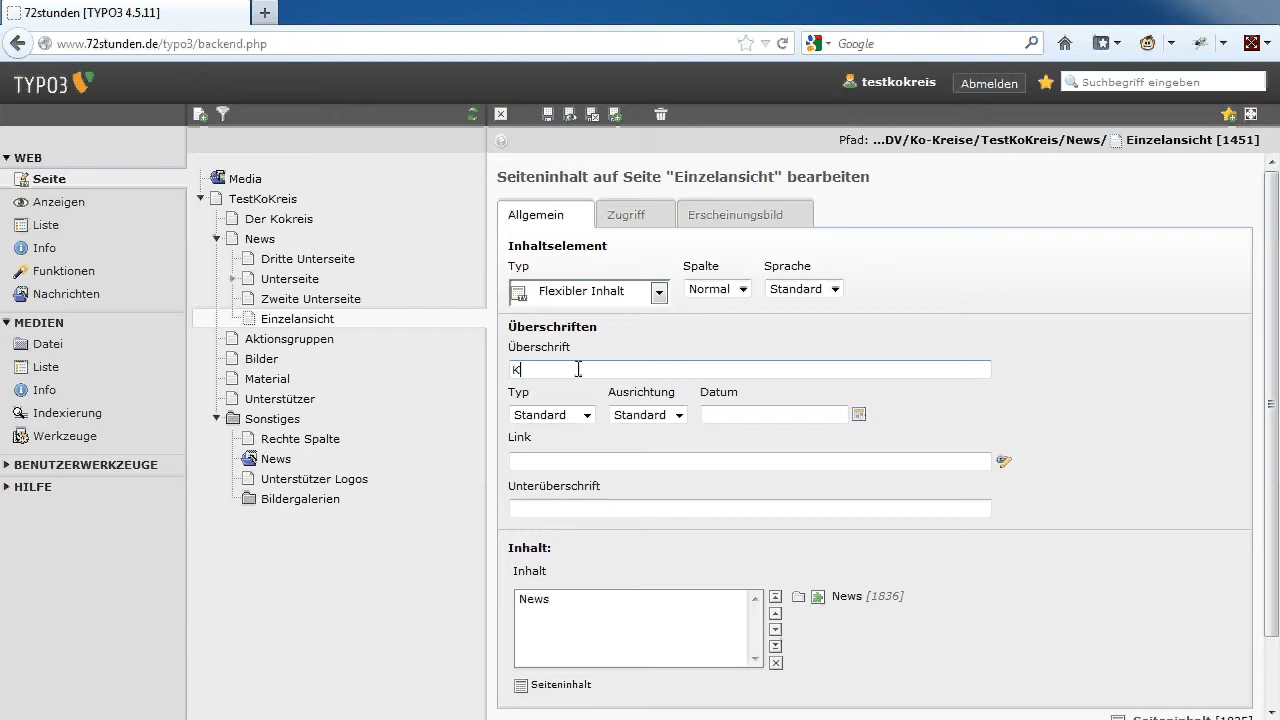 72stunden [TYPO3 4.5.11]
www.72stunden.de/typo3/backend.php
Google
TYPO3
testkokreis
Abmelden
Suchbegriff eingeben
Pfad: ...DV/Ko-Kreise/TestKoKreis/News/ Einzelansicht [1451]
WEB
Seite
Anzeigen
Liste
Info
Funktionen
Nachrichten
MEDIEN
Datei
Liste
Info
Indexierung
Werkzeuge
BENUTZERWERKZEUGE
HILFE
Media
TestKoKreis
Der Kokreis
News
Dritte Unterseite
Unterseite
Zweite Unterseite
Einzelansicht
Aktionsgruppen
Bilder
Material
Unterstützer
Sonstiges
Rechte Spalte
News
Unterstützer Logos
Bildergalerien
Seiteninhalt auf Seite "Einzelansicht" bearbeiten
Allgemein
Zugriff
Erscheinungsbild
Inhaltselement
Typ Spalte Sprache
Flexibler Inhalt Normal Standard
Überschriften
Überschrift
K
Typ Ausrichtung Datum
Standard Standard
Link
Unterüberschrift
Inhalt:
Inhalt
News
News [1836]
Seiteninhalt